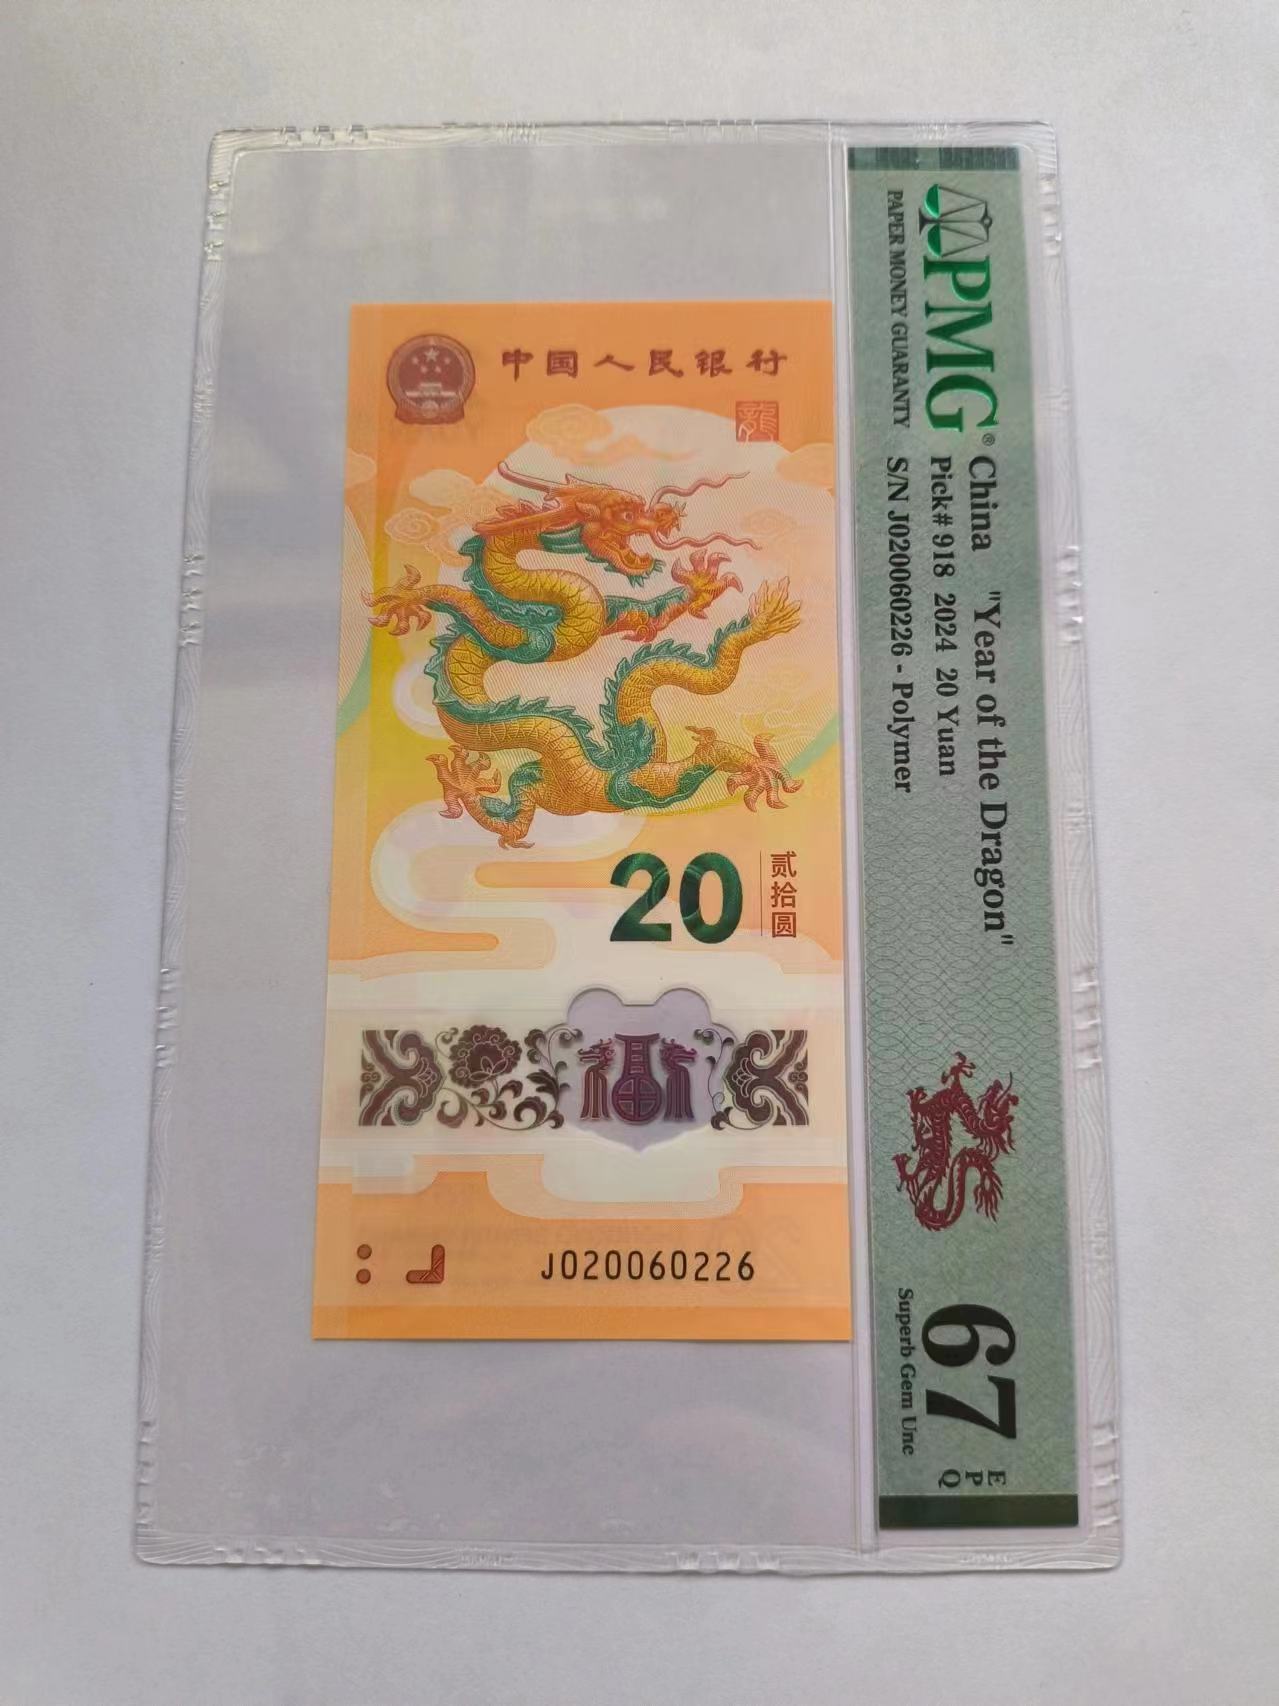 中国人民银行
龍
20
贰拾圆
J020060226
PMG®
PAPER MONEY GUARANTY
China "Year of the Dragon"
Pick# 918 2024 20 Yuan
S/N J020060226 - Polymer
67
EPQ
Superb Gem Unc